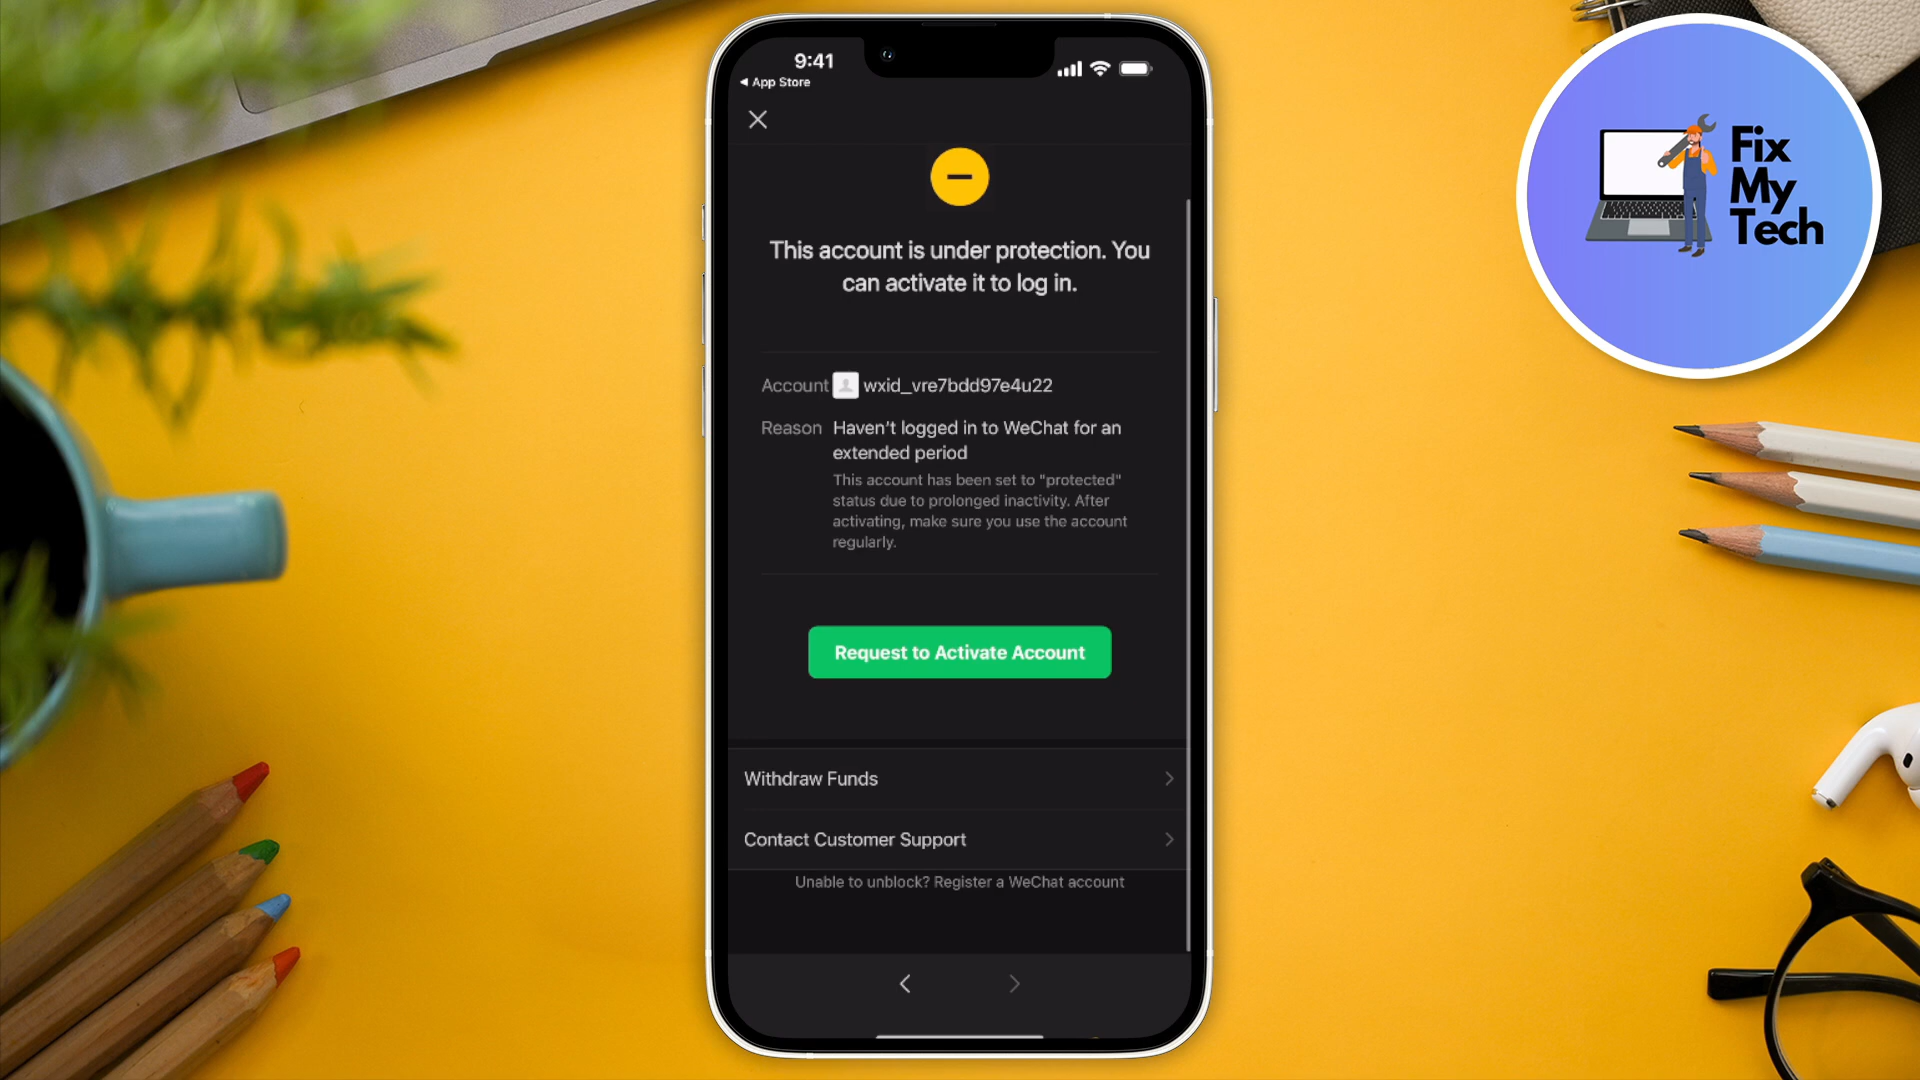 9:41
App Store
This account is under protection. You
can activate it to log in.
Account wxid_vre7bdd97e4u22
Reason Haven't logged in to WeChat for an
extended period
This account has been set to "protected"
status due to prolonged inactivity. After
activating, make sure you use the account
regularly.
Request to Activate Account
Withdraw Funds
Contact Customer Support
Unable to unblock? Register a WeChat account
Fix
My
Tech